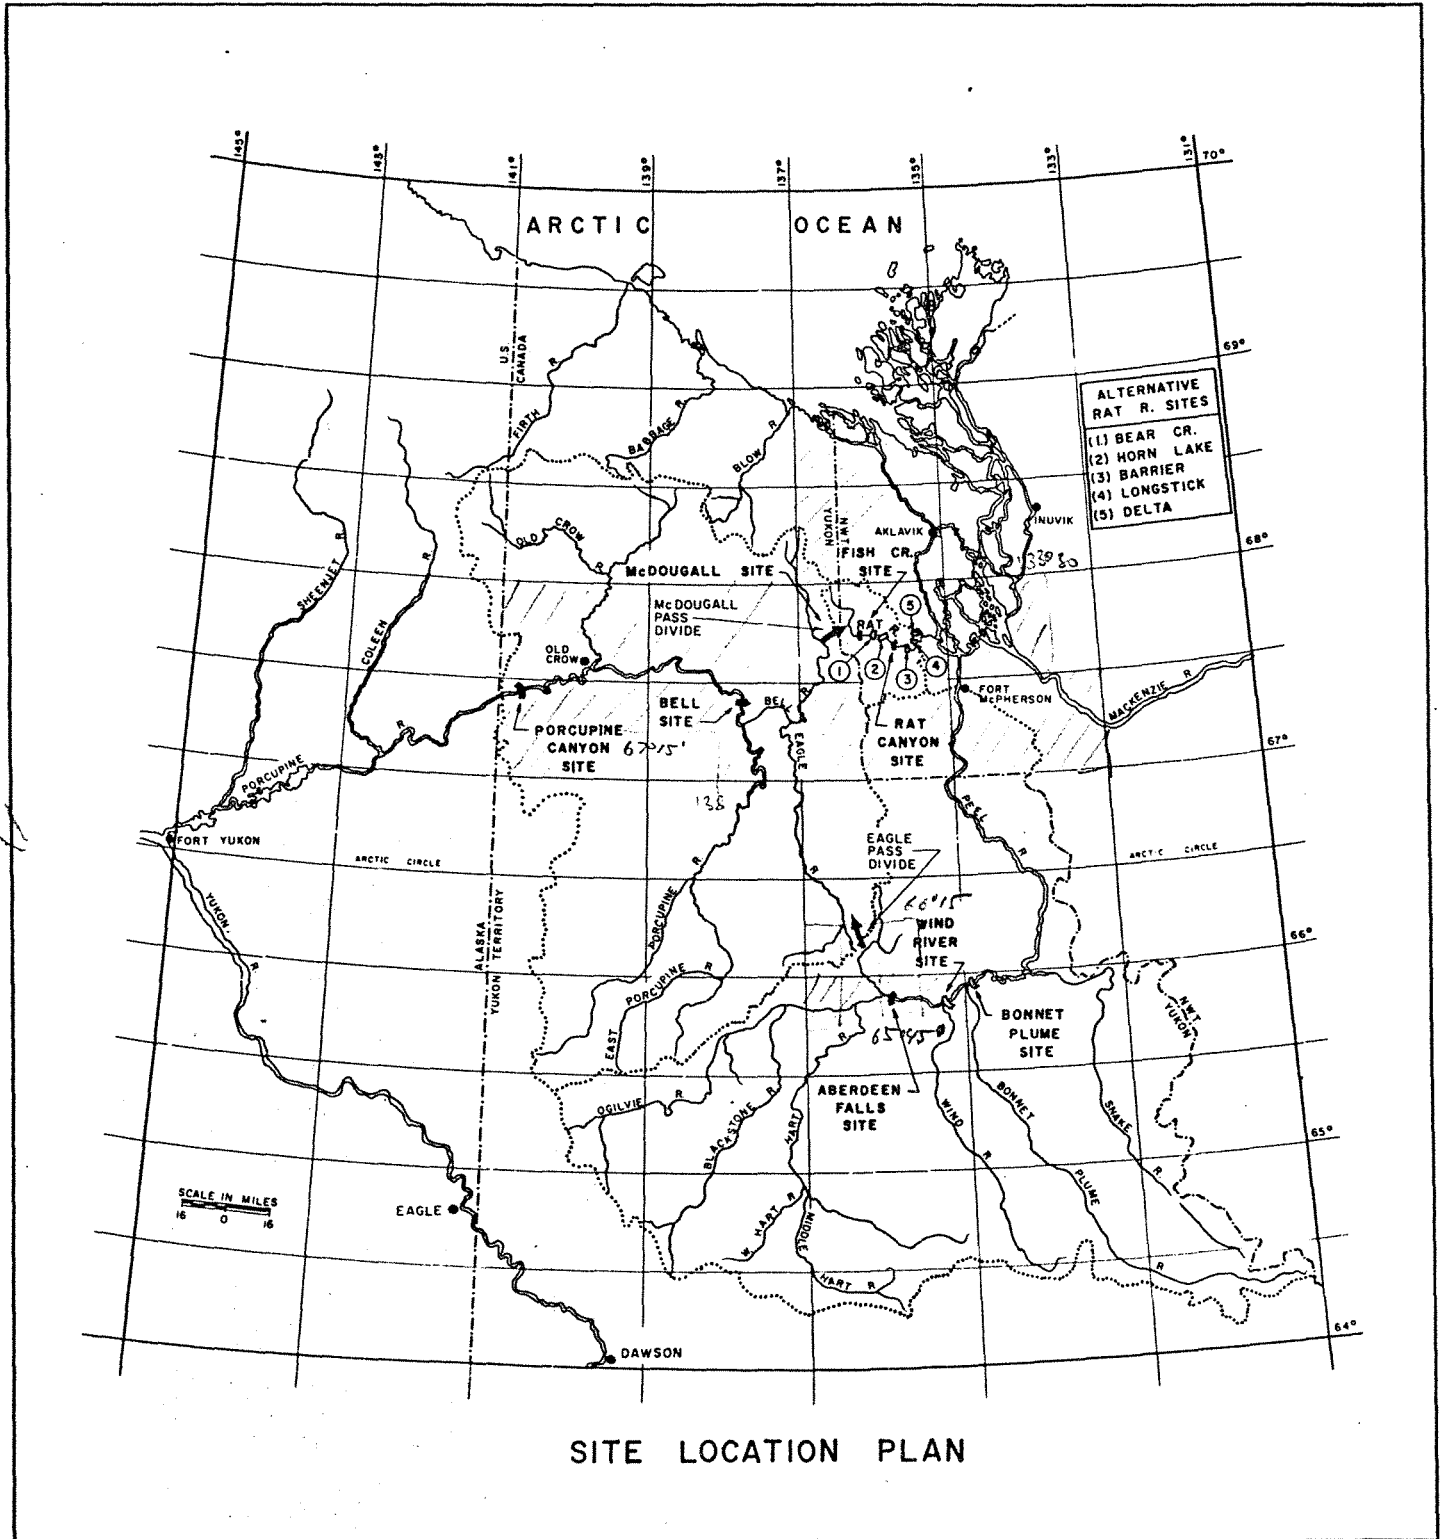 145°
143°
141°
139°
137°
135°
133°
131°
70°
ARCTIC OCEAN
U.S.
CANADA
69°
ALTERNATIVE
RAT R. SITES
(1) BEAR CR.
(2) HORN LAKE
(3) BARRIER
(4) LONGSTICK
(5) DELTA
FIRTH R
BABBAGE R
BLOW R
YUKON
NWT
INUVIK
AKLAVIK
OLD CROW R
68°
FISH CR.
SITE
McDOUGALL SITE
SHEENJET R
COLEEN R
McDOUGALL
PASS
DIVIDE
RAT R
5
OLD
CROW
1
2
3
4
FORT
McPHERSON
MACKENZIE R
BELL
SITE
BELL R
EAGLE R
PORCUPINE
CANYON
SITE
67°15'
RAT
CANYON
SITE
67°
PORCUPINE R
138
PEEL R
FORT YUKON
ARCTIC CIRCLE
EAGLE
PASS
DIVIDE
ARCTIC CIRCLE
YUKON R
ALASKA
YUKON TERRITORY
PORCUPINE R
66°15
WIND
RIVER
SITE
66°
EAST PORCUPINE R
NWT
YUKON
BONNET
PLUME
SITE
65°45
OGILVIE R
BLACKSTONE R
HART R
ABERDEEN
FALLS
SITE
WIND R
BONNET PLUME R
SNAKE R
65°
SCALE IN MILES
16 0 16
EAGLE
W. HART R
MIDDLE HART R
DAWSON
64°
SITE LOCATION PLAN